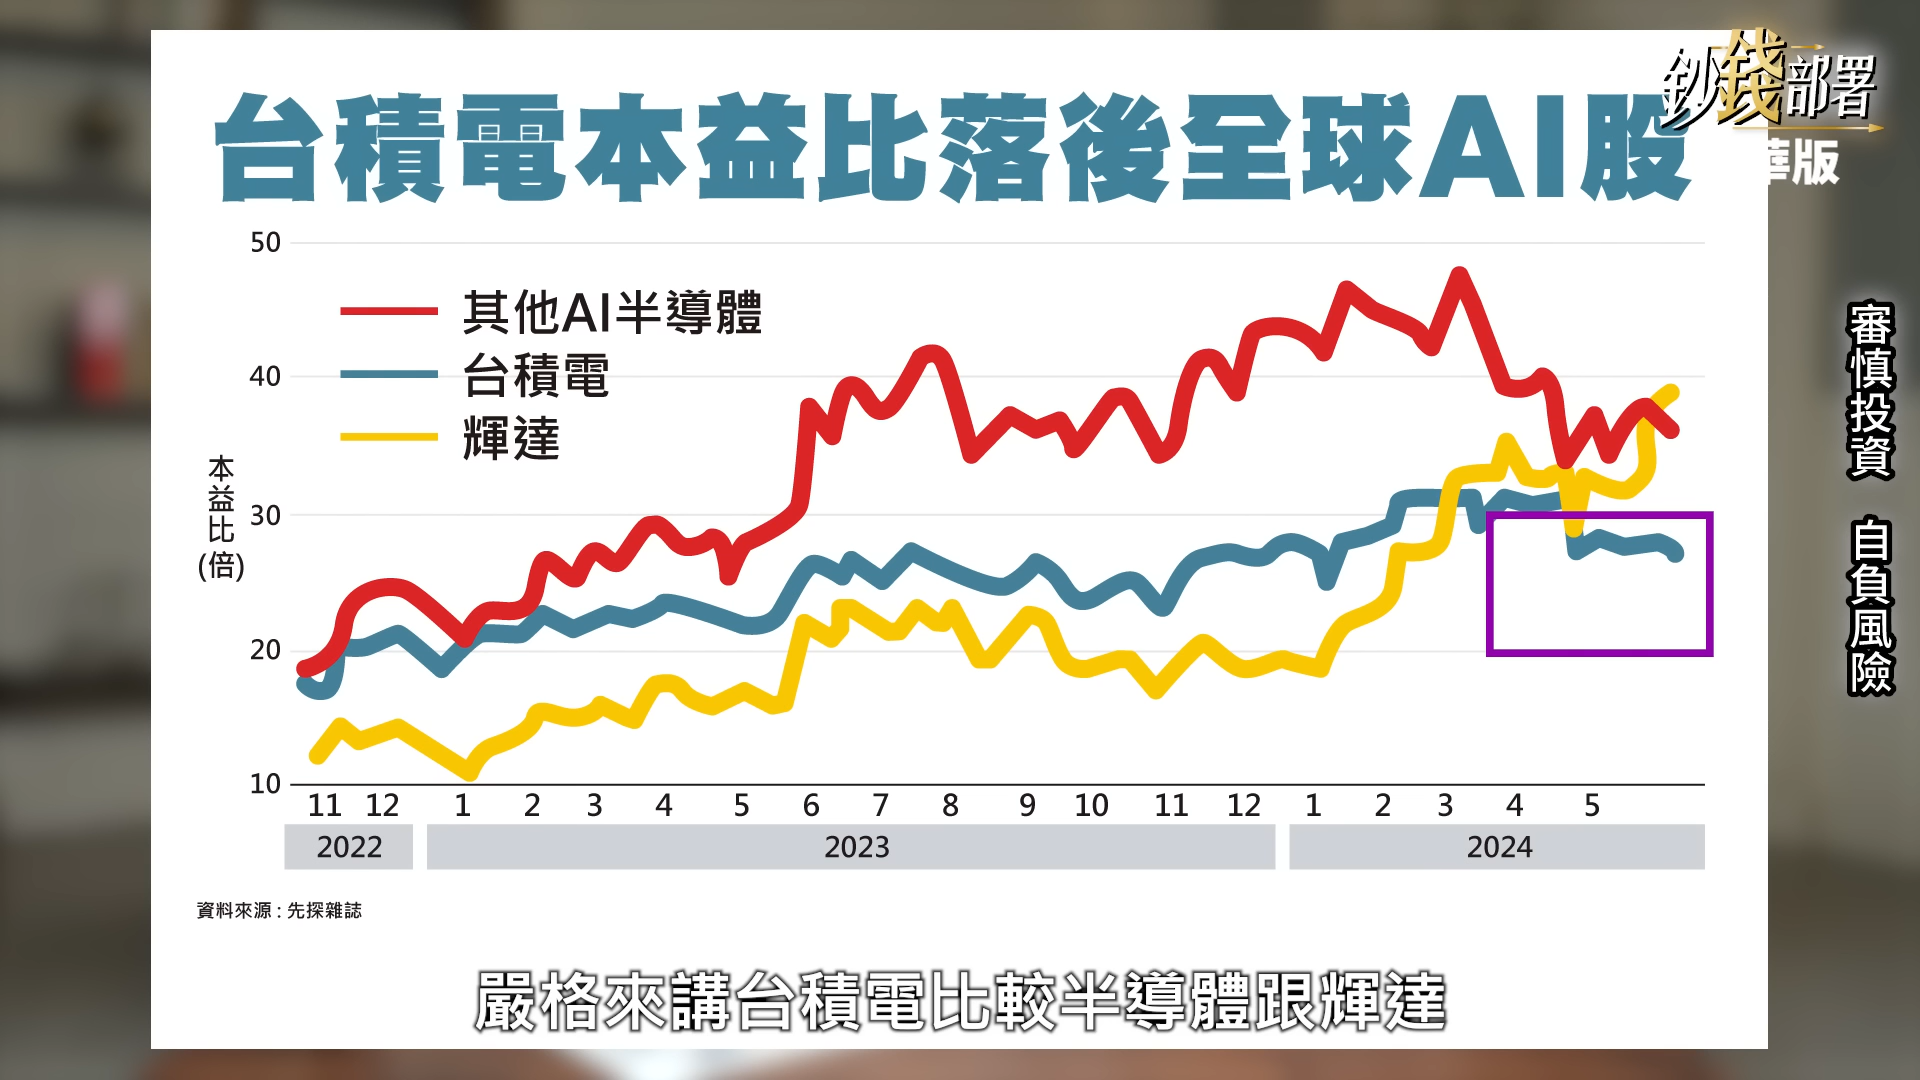 鈔錢部署
華版
台積電本益比落後全球AI股
50
其他AI半導體
台積電
40
輝達
本益比(倍)
30
20
10
11 12 1 2 3 4 5 6 7 8 9 10 11 12 1 2 3 4 5
2022 2023 2024
資料來源:先探雜誌
審慎投資 自負風險
嚴格來講台積電比較半導體跟輝達